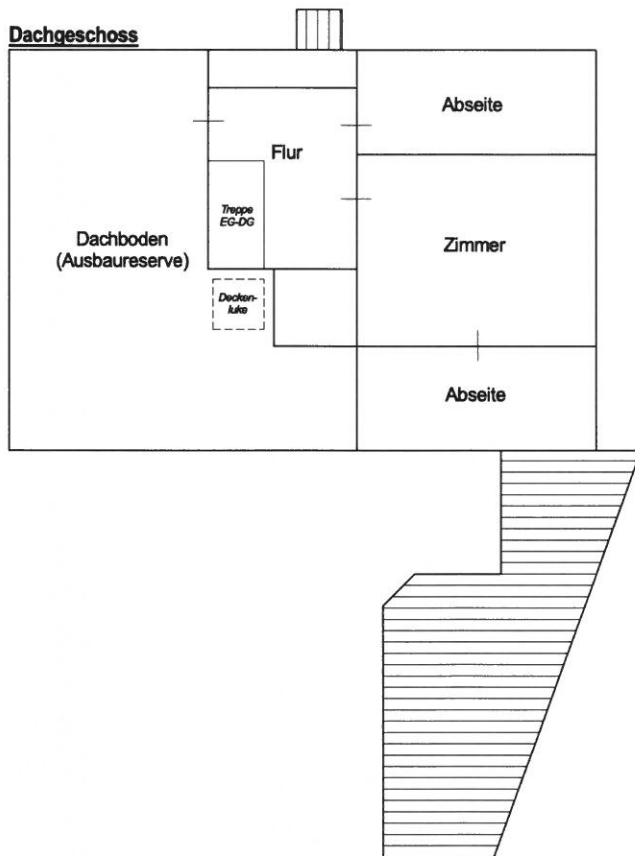 Dachgeschoss
Abseite
Flur
Treppe
EG-DG
Dachboden
(Ausbaureserve)
Zimmer
Decken-
luke
Abseite